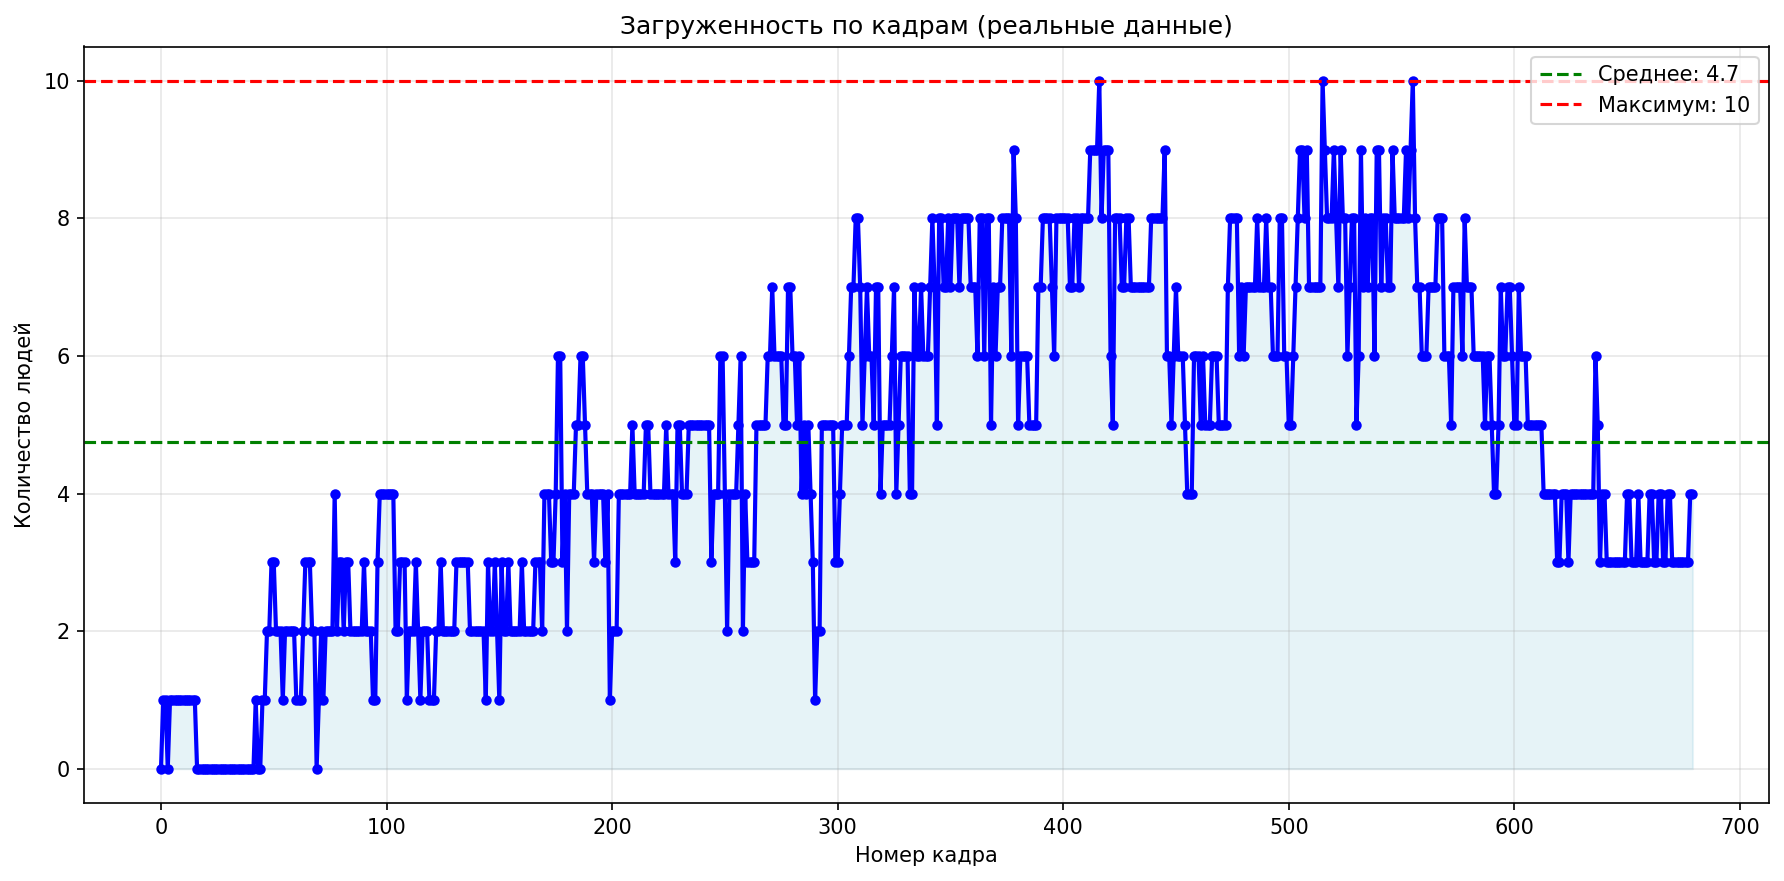 Загруженность по кадрам (реальные данные)
Среднее: 4.7
Максимум: 10
Количество людей
10
8
6
4
2
0
0 100 200 300 400 500 600 700
Номер кадра